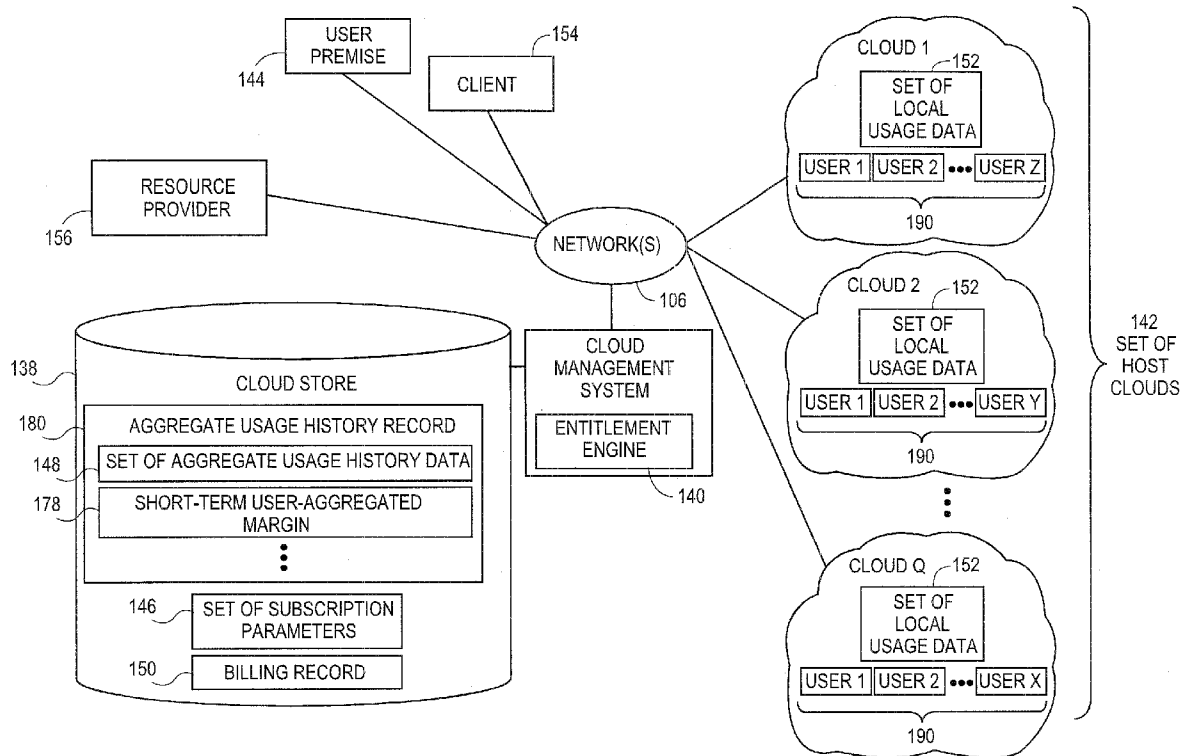 USER
PREMISE
144
154
CLIENT
RESOURCE
PROVIDER
156
NETWORK(S)
106
CLOUD
MANAGEMENT
SYSTEM
ENTITLEMENT
ENGINE
140
138
CLOUD STORE
180
AGGREGATE USAGE HISTORY RECORD
148
SET OF AGGREGATE USAGE HISTORY DATA
178
SHORT-TERM USER-AGGREGATED
MARGIN
146
SET OF SUBSCRIPTION
PARAMETERS
150
BILLING RECORD
CLOUD 1
152
SET OF
LOCAL
USAGE DATA
USER 1 USER 2 ••• USER Z
190
CLOUD 2
152
SET OF
LOCAL
USAGE DATA
USER 1 USER 2 ••• USER Y
190
CLOUD Q
152
SET OF
LOCAL
USAGE DATA
USER 1 USER 2 ••• USER X
190
142
SET OF
HOST
CLOUDS